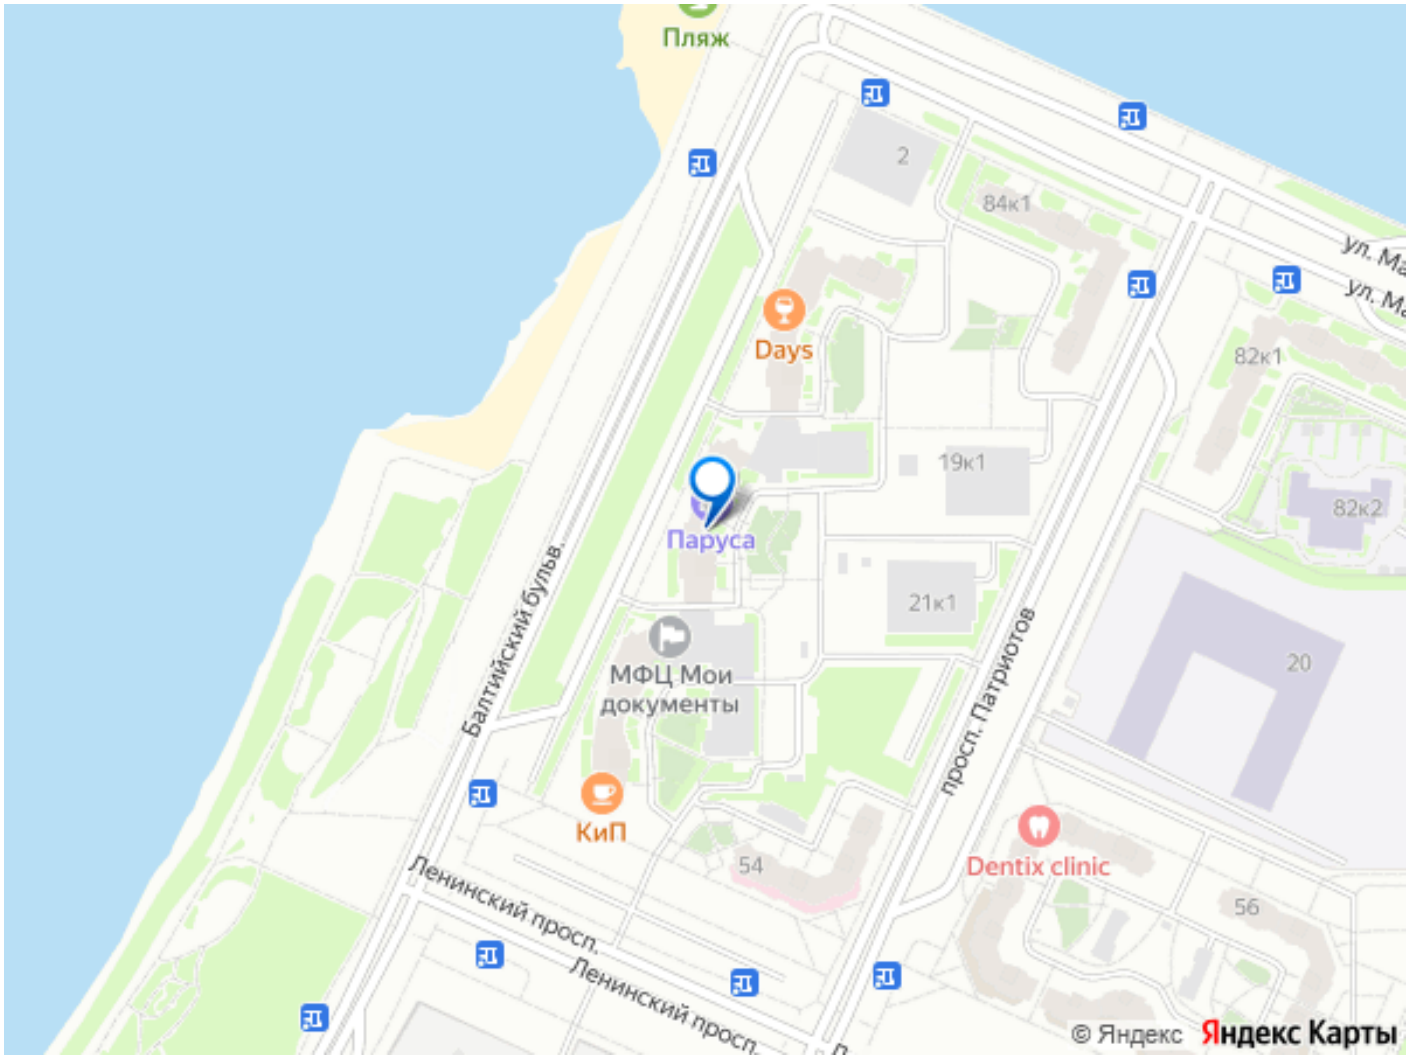 Пляж
2
84к1
ул. Ма
ул. Ма
Days
82к1
19к1
82к2
Паруса
Балтийский бульв.
21к1
просп. Патриотов
20
МФЦ Мои
документы
КиП
54
Dentix clinic
56
Ленинский просп.
Ленинский просп.
© Яндекс Яндекс Карты